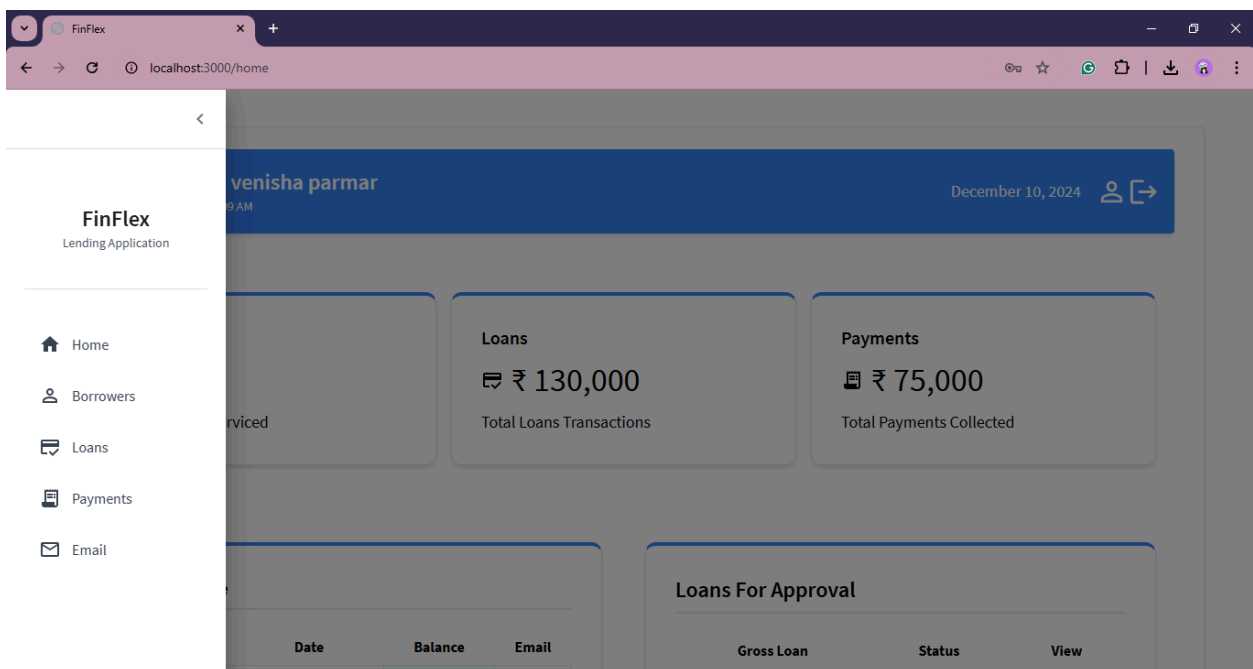 FinFlex
localhost:3000/home
FinFlex
Lending Application
Home
Borrowers
Loans
Payments
Email
venisha parmar
AM
December 10, 2024
Loans
₹ 130,000
Total Loans Transactions
Payments
₹ 75,000
Total Payments Collected
Loans For Approval
Date Balance Email
Gross Loan Status View